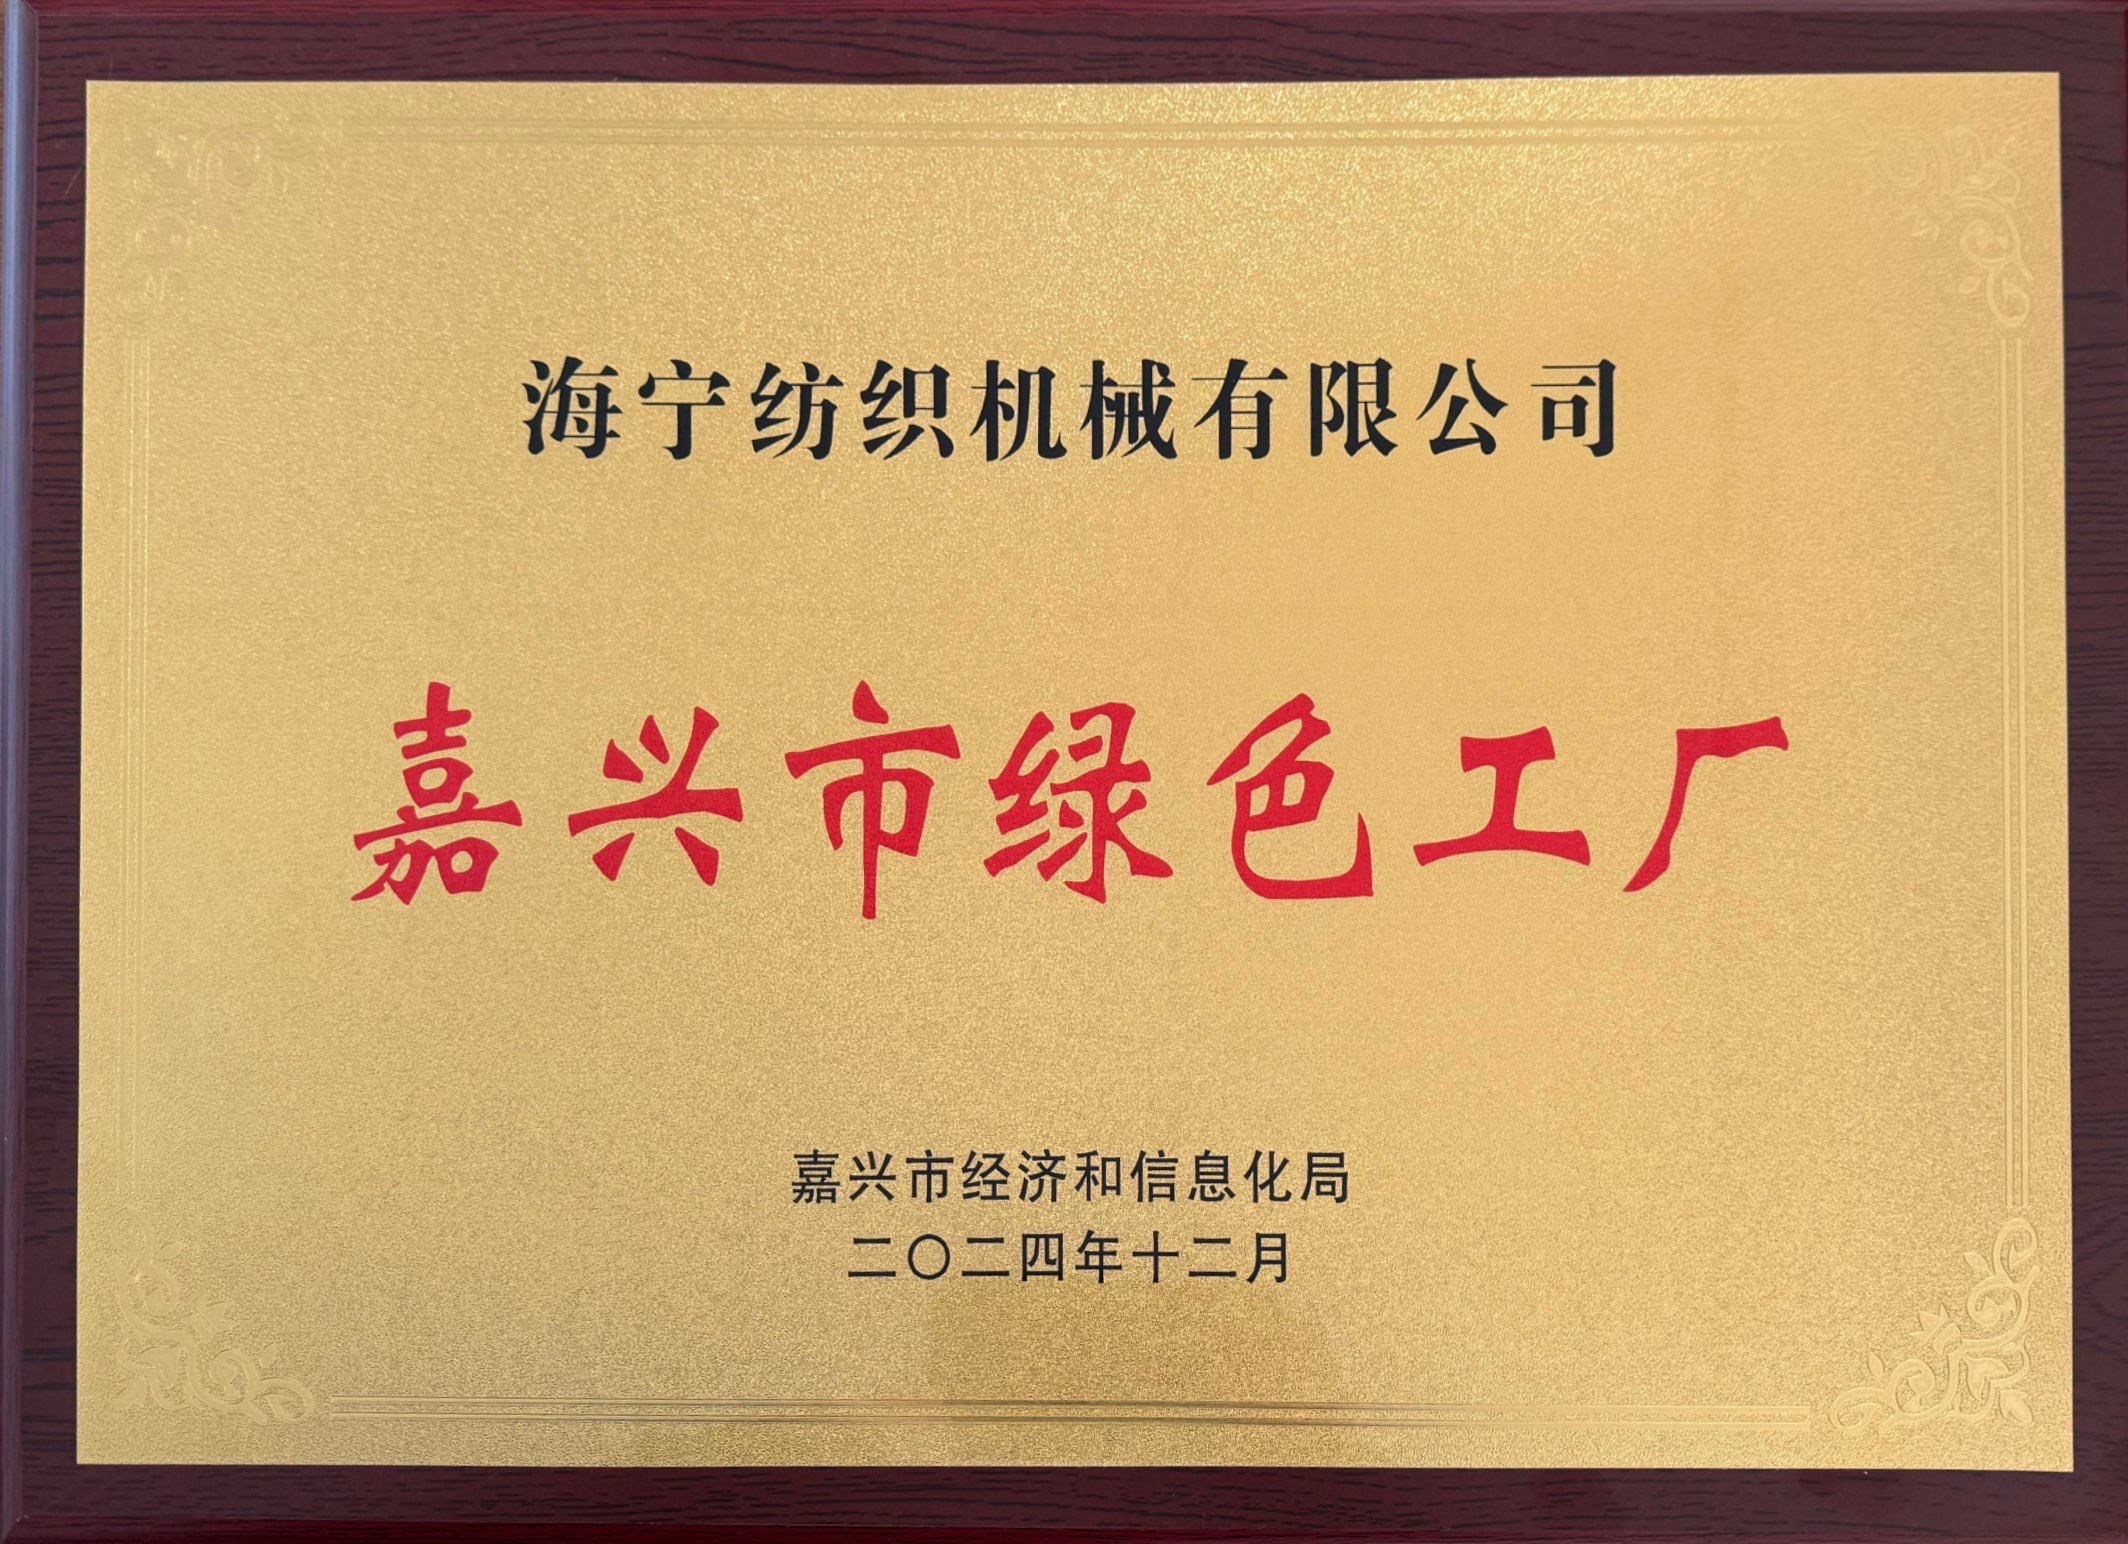 海宁纺织机械有限公司
嘉兴市绿色工厂
嘉兴市经济和信息化局
二〇二四年十二月